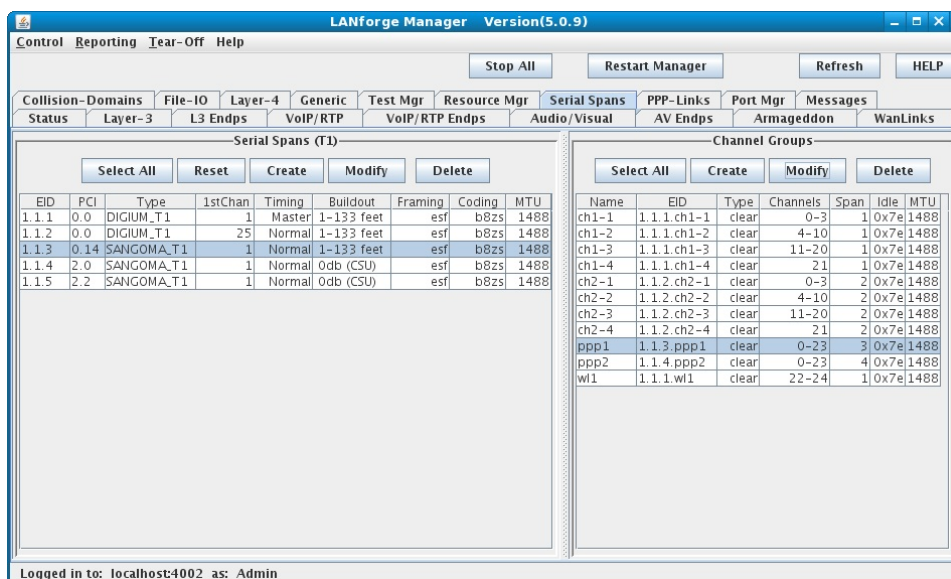 LANforge Manager Version(5.0.9)
Control Reporting Tear-Off Help
Stop All Restart Manager Refresh HELP
Collision-Domains File-IO Layer-4 Generic Test Mgr Resource Mgr Serial Spans PPP-Links Port Mgr Messages
Status Layer-3 L3 Endps VoIP/RTP VoIP/RTP Endps Audio/Visual AV Endps Armageddon WanLinks
Serial Spans (T1)
Select All Reset Create Modify Delete
EID PCI Type 1stChan Timing Buildout Framing Coding MTU
1.1.1 0.0 DIGIUM_T1 1 Master 1-133 feet esf b8zs 1488
1.1.2 0.0 DIGIUM_T1 25 Normal 1-133 feet esf b8zs 1488
1.1.3 0.14 SANGOMA_T1 1 Normal 1-133 feet esf b8zs 1488
1.1.4 2.0 SANGOMA_T1 1 Normal 0db (CSU) esf b8zs 1488
1.1.5 2.2 SANGOMA_T1 1 Normal 0db (CSU) esf b8zs 1488
Channel Groups
Select All Create Modify Delete
Name EID Type Channels Span Idle MTU
ch1-1 1.1.1.ch1-1 clear 0-3 1 0x7e 1488
ch1-2 1.1.1.ch1-2 clear 4-10 1 0x7e 1488
ch1-3 1.1.1.ch1-3 clear 11-20 1 0x7e 1488
ch1-4 1.1.1.ch1-4 clear 21 1 0x7e 1488
ch2-1 1.1.2.ch2-1 clear 0-3 2 0x7e 1488
ch2-2 1.1.2.ch2-2 clear 4-10 2 0x7e 1488
ch2-3 1.1.2.ch2-3 clear 11-20 2 0x7e 1488
ch2-4 1.1.2.ch2-4 clear 21 2 0x7e 1488
ppp1 1.1.3.ppp1 clear 0-23 3 0x7e 1488
ppp2 1.1.4.ppp2 clear 0-23 4 0x7e 1488
wl1 1.1.1.wl1 clear 22-24 1 0x7e 1488
Logged in to: localhost:4002 as: Admin